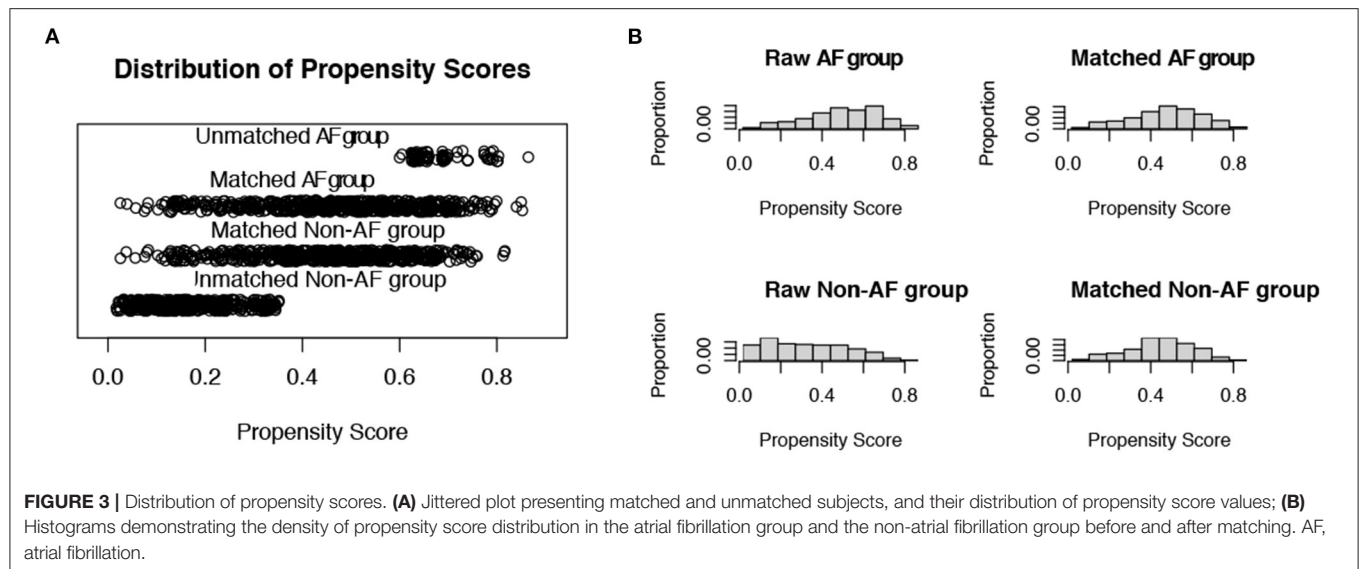 A
Distribution of Propensity Scores
Unmatched AF group
Matched AF group
Matched Non-AF group
Unmatched Non-AF group
0.0 0.2 0.4 0.6 0.8
Propensity Score
B
Raw AF group
Proportion
0.00
0.0 0.4 0.8
Propensity Score
Matched AF group
Proportion
0.00
0.0 0.4 0.8
Propensity Score
Raw Non-AF group
Proportion
0.00
0.0 0.4 0.8
Propensity Score
Matched Non-AF group
Proportion
0.00
0.0 0.4 0.8
Propensity Score
FIGURE 3 | Distribution of propensity scores. (A) Jittered plot presenting matched and unmatched subjects, and their distribution of propensity score values; (B)
Histograms demonstrating the density of propensity score distribution in the atrial fibrillation group and the non-atrial fibrillation group before and after matching. AF,
atrial fibrillation.